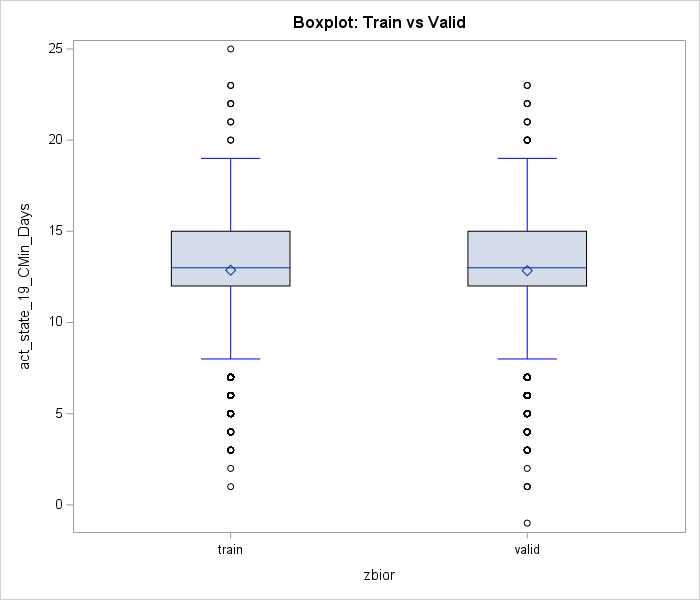 Boxplot: Train vs Valid
25
20
15
10
5
0
act_state_19_CMin_Days
train
valid
zbior